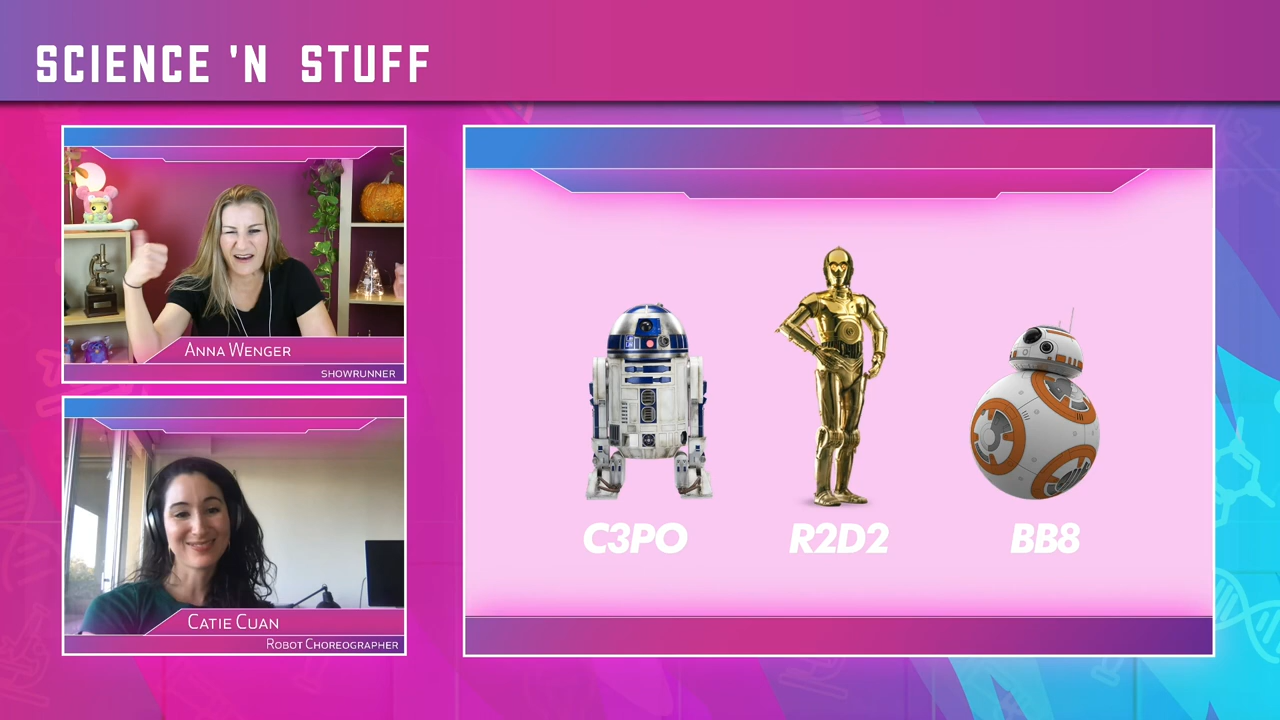 SCIENCE 'N STUFF
ANNA WENGER
SHOWRUNNER
CATIE CUAN
ROBOT CHOREOGRAPHER
C3PO
R2D2
BB8